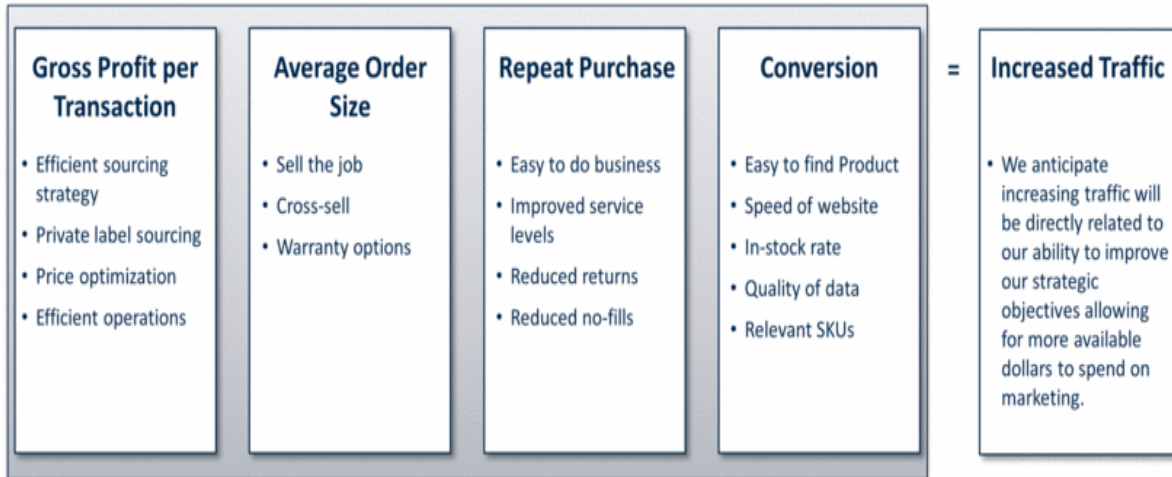 Gross Profit per
Transaction
• Efficient sourcing
strategy
• Private label sourcing
• Price optimization
• Efficient operations
Average Order
Size
• Sell the job
• Cross-sell
• Warranty options
Repeat Purchase
• Easy to do business
• Improved service
levels
• Reduced returns
• Reduced no-fills
Conversion
• Easy to find Product
• Speed of website
• In-stock rate
• Quality of data
• Relevant SKUs
=
Increased Traffic
• We anticipate
increasing traffic will
be directly related to
our ability to improve
our strategic
objectives allowing
for more available
dollars to spend on
marketing.